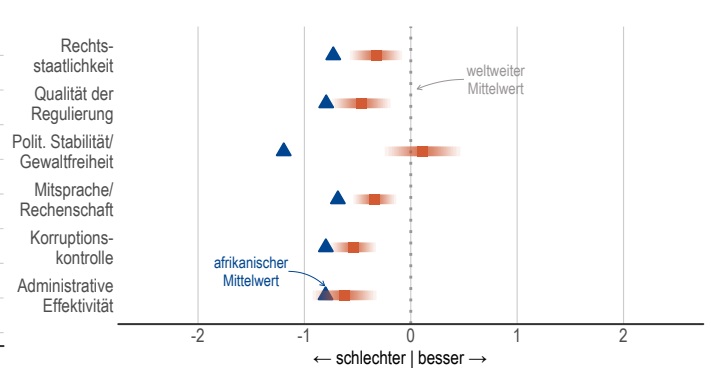 Rechts-
staatlichkeit
weltweiter
Mittelwert
Qualität der
Regulierung
Polit. Stabilität/
Gewaltfreiheit
Mitsprache/
Rechenschaft
Korruptions-
kontrolle
afrikanischer
Mittelwert
Administrative
Effektivität
-2 -1 0 1 2
← schlechter | besser →